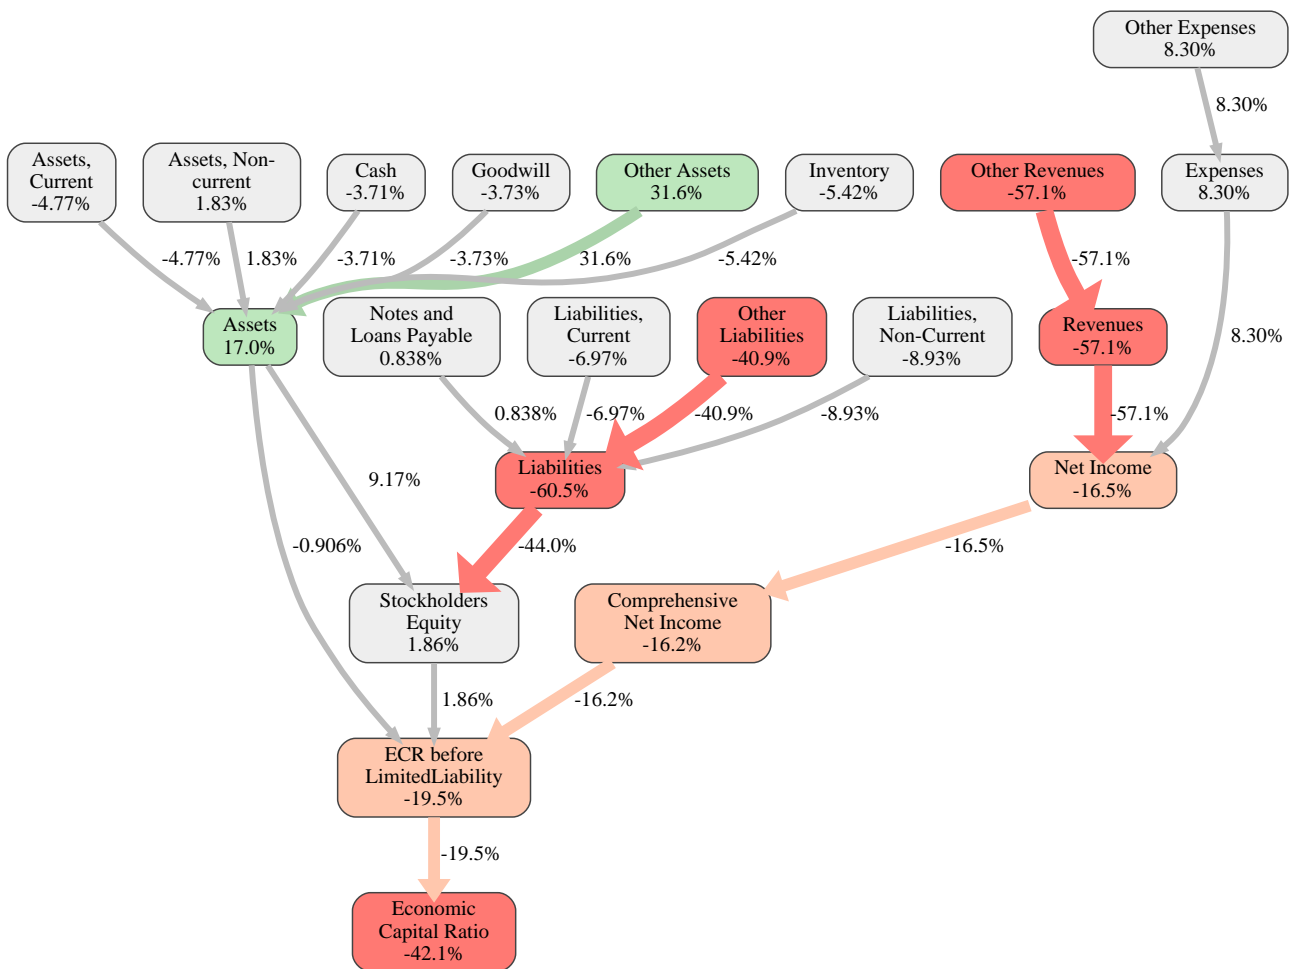 Other Expenses
8.30%
8.30%
Assets,
Current
-4.77%
Assets, Non-
current
1.83%
Cash
-3.71%
Goodwill
-3.73%
Other Assets
31.6%
Inventory
-5.42%
Other Revenues
-57.1%
Expenses
8.30%
-4.77%
1.83%
-3.71%
-3.73%
31.6%
-5.42%
-57.1%
8.30%
Assets
17.0%
Notes and
Loans Payable
0.838%
Liabilities,
Current
-6.97%
Other
Liabilities
-40.9%
Liabilities,
Non-Current
-8.93%
Revenues
-57.1%
0.838%
-6.97%
-40.9%
-8.93%
-57.1%
9.17%
Liabilities
-60.5%
Net Income
-16.5%
-0.906%
-44.0%
-16.5%
Stockholders
Equity
1.86%
Comprehensive
Net Income
-16.2%
1.86%
-16.2%
ECR before
LimitedLiability
-19.5%
-19.5%
Economic
Capital Ratio
-42.1%